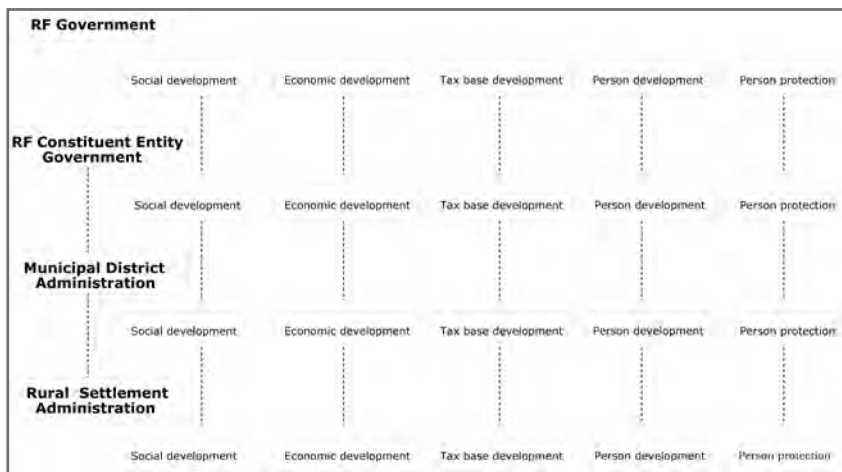 RF Government
Social development Economic development Tax base development Person development Person protection
RF Constituent Entity
Government
Social development Economic development Tax base development Person development Person protection
Municipal District
Administration
Social development Economic development Tax base development Person development Person protection
Rural Settlement
Administration
Social development Economic development Tax base development Person development Person protection